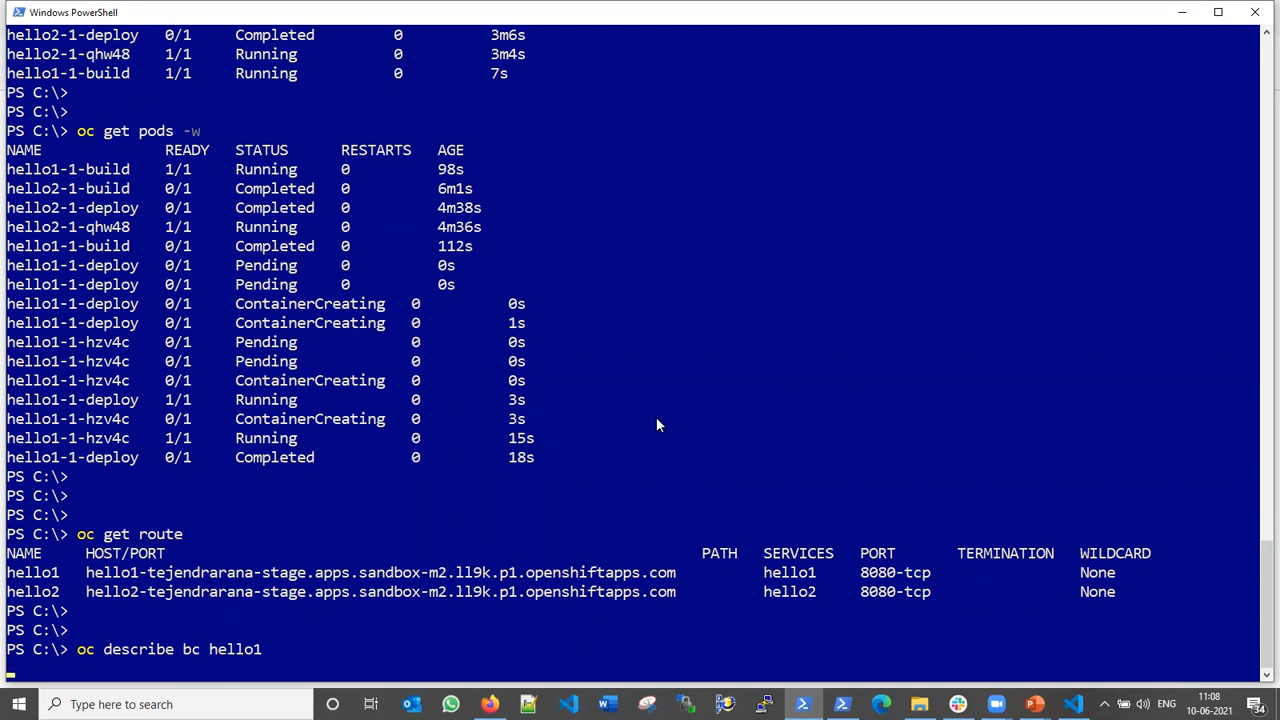 Windows PowerShell
hello2-1-deploy 0/1 Completed 0 3m6s
hello2-1-qhw48 1/1 Running 0 3m4s
hello1-1-build 1/1 Running 0 7s
PS C:\>
PS C:\>
PS C:\> oc get pods -w
NAME READY STATUS RESTARTS AGE
hello1-1-build 1/1 Running 0 98s
hello2-1-build 0/1 Completed 0 6m1s
hello2-1-deploy 0/1 Completed 0 4m38s
hello2-1-qhw48 1/1 Running 0 4m36s
hello1-1-build 0/1 Completed 0 112s
hello1-1-deploy 0/1 Pending 0 0s
hello1-1-deploy 0/1 Pending 0 0s
hello1-1-deploy 0/1 ContainerCreating 0 0s
hello1-1-deploy 0/1 ContainerCreating 0 1s
hello1-1-hzv4c 0/1 Pending 0 0s
hello1-1-hzv4c 0/1 Pending 0 0s
hello1-1-hzv4c 0/1 ContainerCreating 0 0s
hello1-1-deploy 1/1 Running 0 3s
hello1-1-hzv4c 0/1 ContainerCreating 0 3s
hello1-1-hzv4c 1/1 Running 0 15s
hello1-1-deploy 0/1 Completed 0 18s
PS C:\>
PS C:\>
PS C:\>
PS C:\> oc get route
NAME HOST/PORT PATH SERVICES PORT TERMINATION WILDCARD
hello1 hello1-tejendrarana-stage.apps.sandbox-m2.ll9k.p1.openshiftapps.com hello1 8080-tcp None
hello2 hello2-tejendrarana-stage.apps.sandbox-m2.ll9k.p1.openshiftapps.com hello2 8080-tcp None
PS C:\>
PS C:\>
PS C:\> oc describe bc hello1
Type here to search
11:08
10-06-2021
34